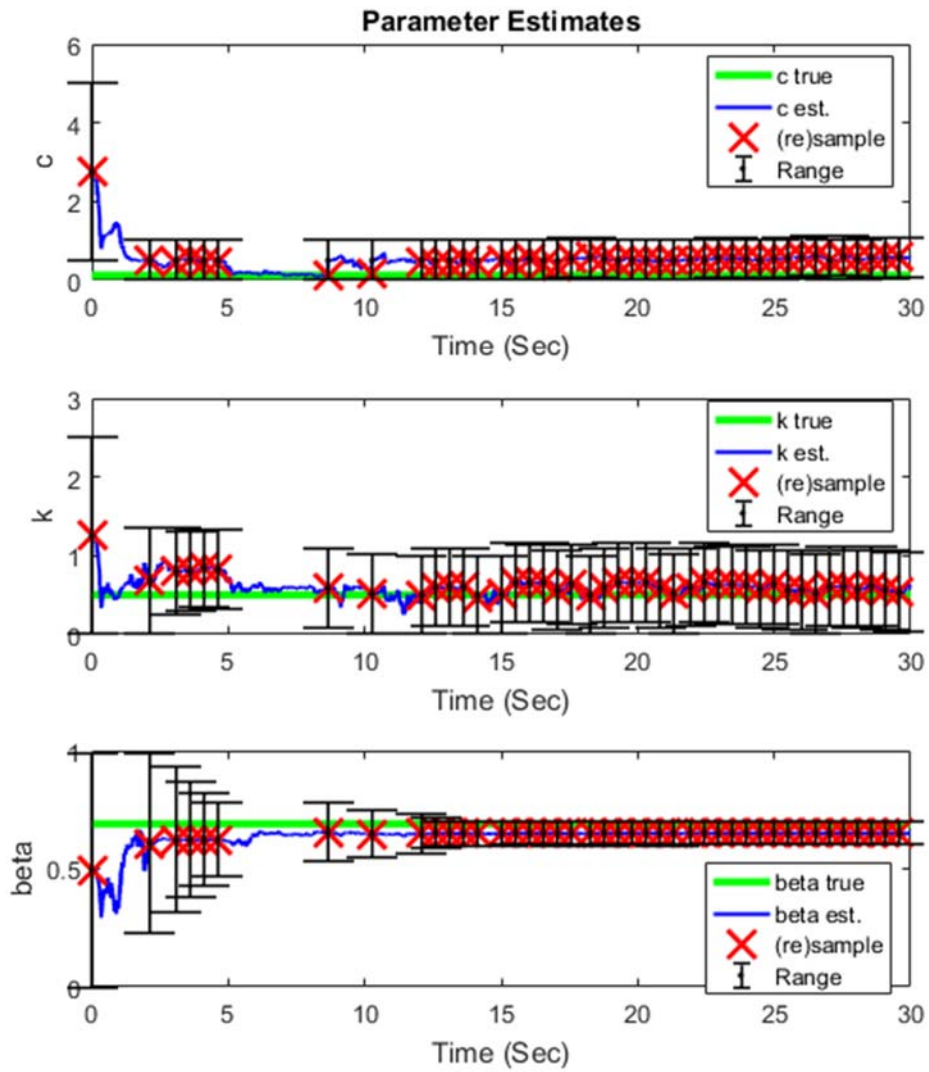 Parameter Estimates
6
4
2
0
c
c true
c est.
(re)sample
Range
0 5 10 15 20 25 30
Time (Sec)
3
2
1
0
k
k true
k est.
(re)sample
Range
0 5 10 15 20 25 30
Time (Sec)
1
0.5
0
beta
beta true
beta est.
(re)sample
Range
0 5 10 15 20 25 30
Time (Sec)